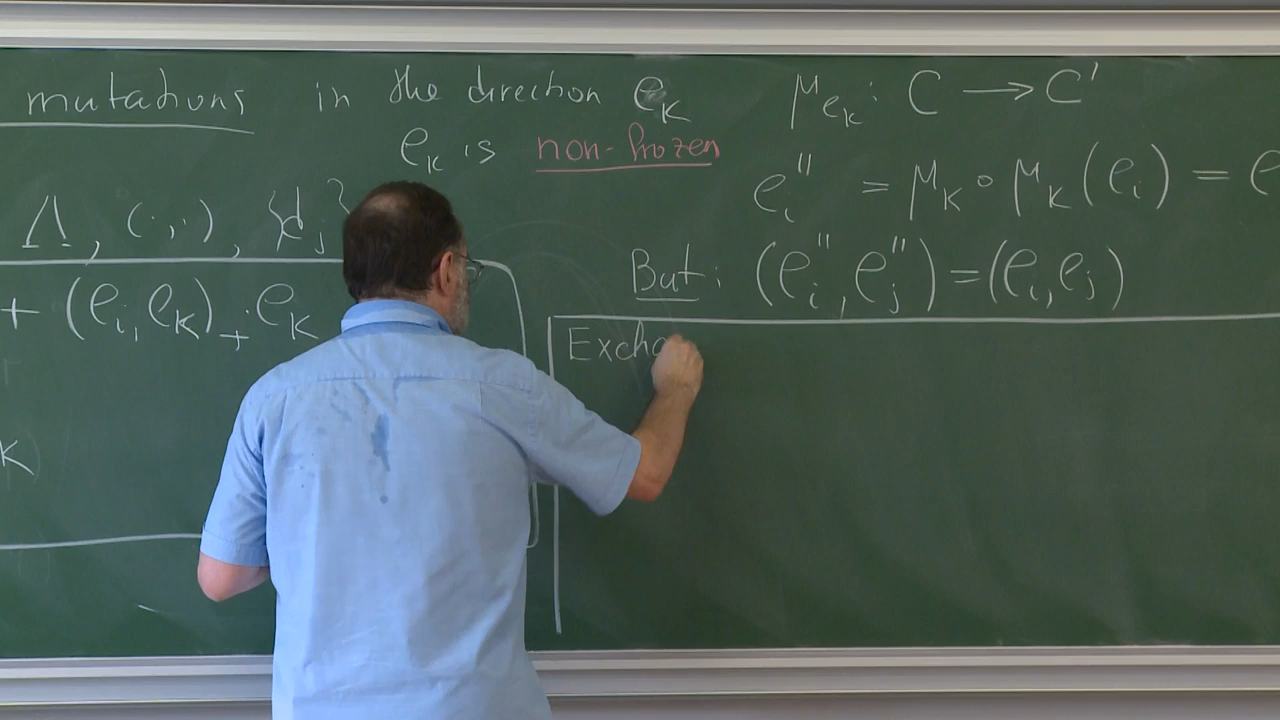 mutations in the direction e_k μ_{e_k}: C → C'
e_k is non-frozen
e_i'' = μ_k ∘ μ_k (e_i) = e
Λ, (·,·), {d_j}
But: (e_i'', e_j'') = (e_i, e_j)
+ (e_i, e_k)_+ e_k
Excha
k